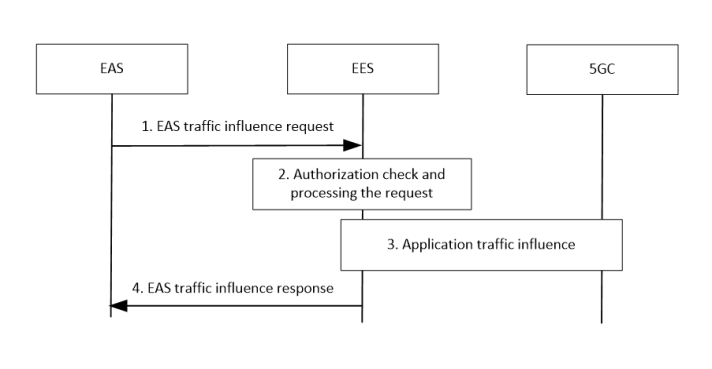 EAS
EES
5GC
1. EAS traffic influence request
2. Authorization check and
processing the request
3. Application traffic influence
4. EAS traffic influence response